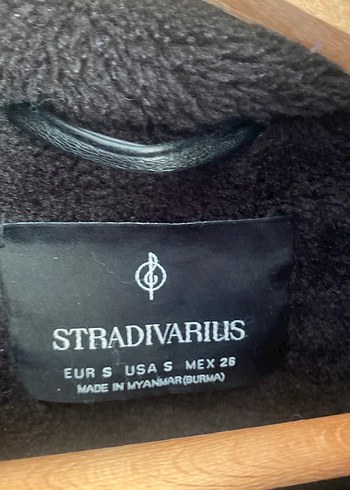 STRADIVARIUS
EUR S USA S MEX 26
MADE IN MYANMAR (BURMA)